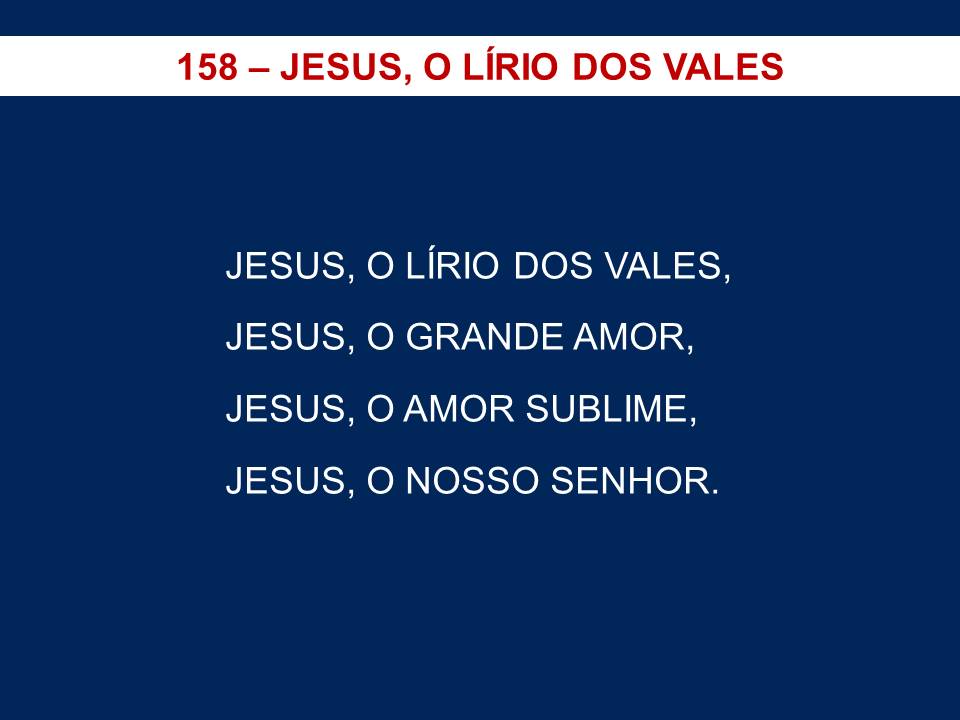 158 – JESUS, O LÍRIO DOS VALES
JESUS, O LÍRIO DOS VALES,
JESUS, O GRANDE AMOR,
JESUS, O AMOR SUBLIME,
JESUS, O NOSSO SENHOR.